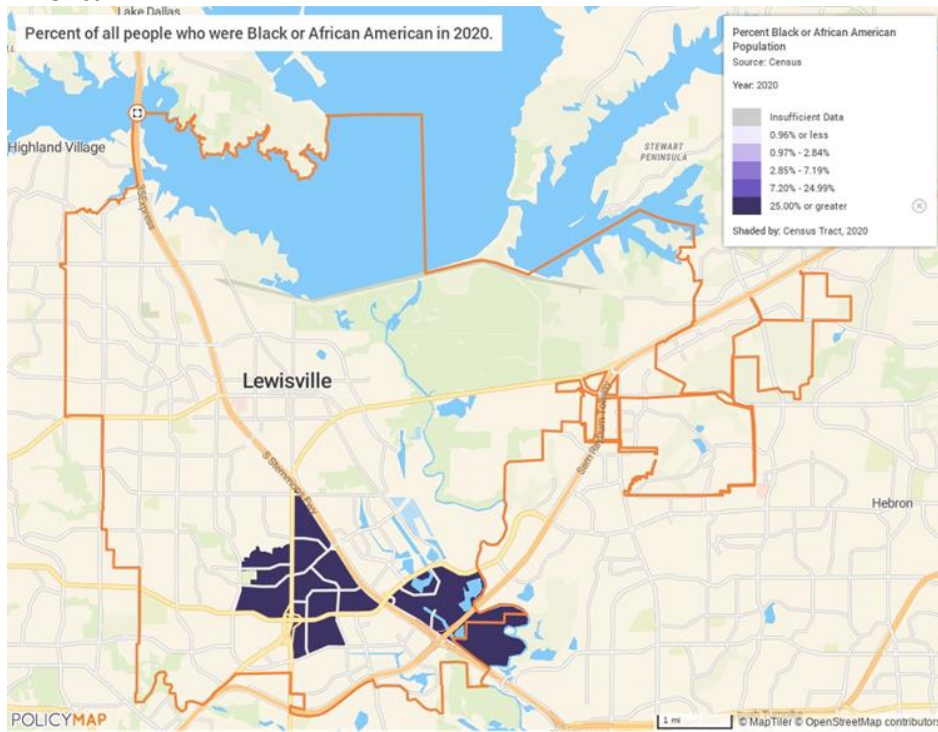 Lake Dallas
Percent of all people who were Black or African American in 2020.
Percent Black or African American
Population
Source: Census
Year: 2020
Insufficient Data
0.96% or less
0.97% - 2.84%
2.85% - 7.19%
7.20% - 24.99%
25.00% or greater
Shaded by: Census Tract, 2020
Highland Village
STEWART
PENINSULA
35 Express
Lewisville
S Stemmons Fwy
Sam Rayburn Tollway
Hebron
POLICYMAP
1 mi
© MapTiler © OpenStreetMap contributors